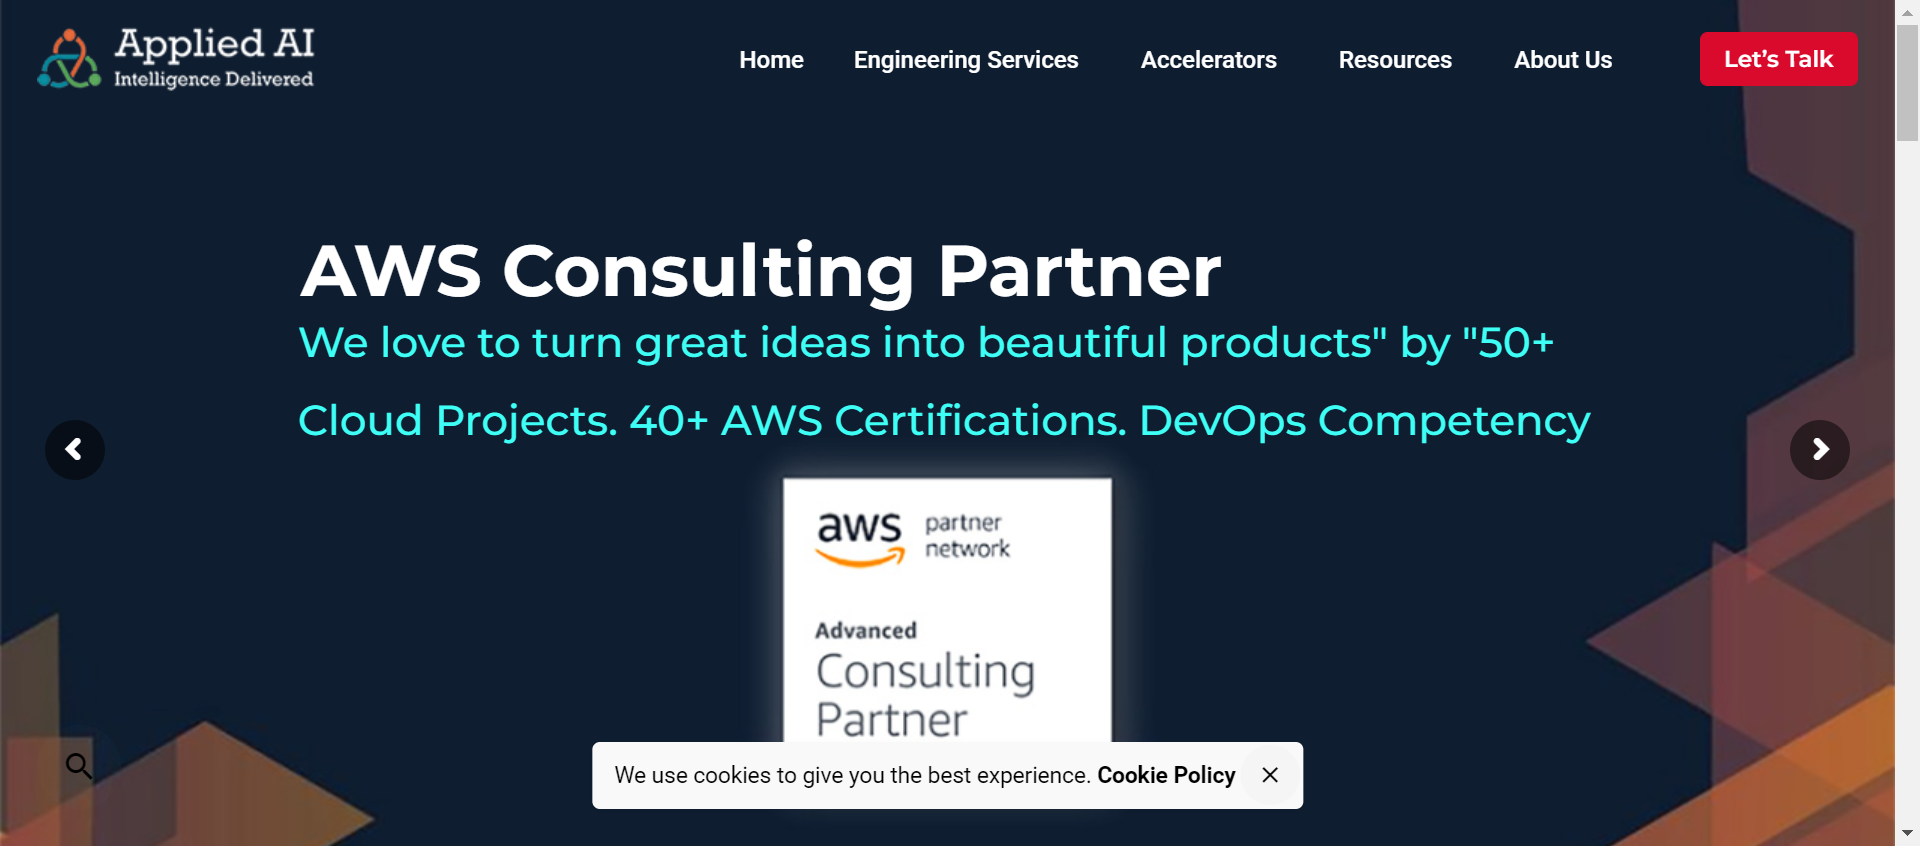 Applied AI
Intelligence Delivered
Home Engineering Services Accelerators Resources About Us Let’s Talk
AWS Consulting Partner
We love to turn great ideas into beautiful products" by "50+
Cloud Projects. 40+ AWS Certifications. DevOps Competency
aws partner
network
Advanced
Consulting
Partner
We use cookies to give you the best experience. Cookie Policy